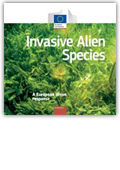 Invasive Alien
Species
A European Union
response